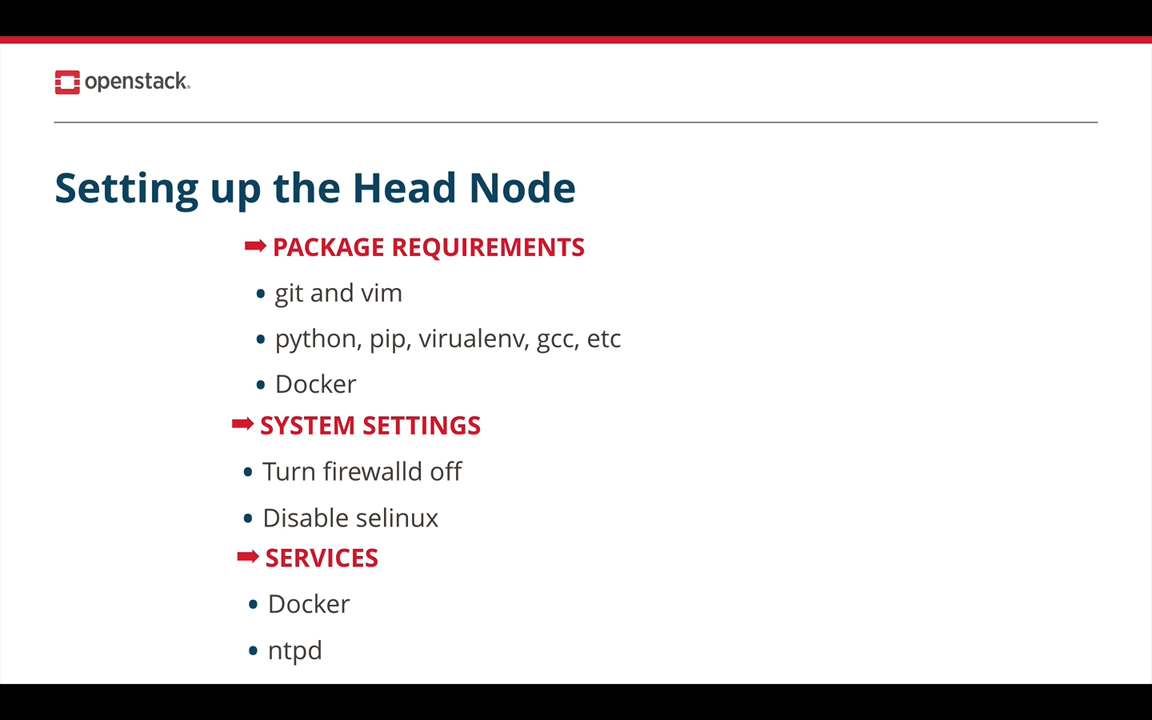 openstack.
Setting up the Head Node
➡ PACKAGE REQUIREMENTS
• git and vim
• python, pip, virualenv, gcc, etc
• Docker
➡ SYSTEM SETTINGS
• Turn firewalld off
• Disable selinux
➡ SERVICES
• Docker
• ntpd